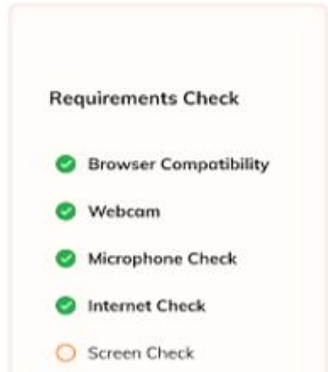 Requirements Check
Browser Compatibility
Webcam
Microphone Check
Internet Check
Screen Check